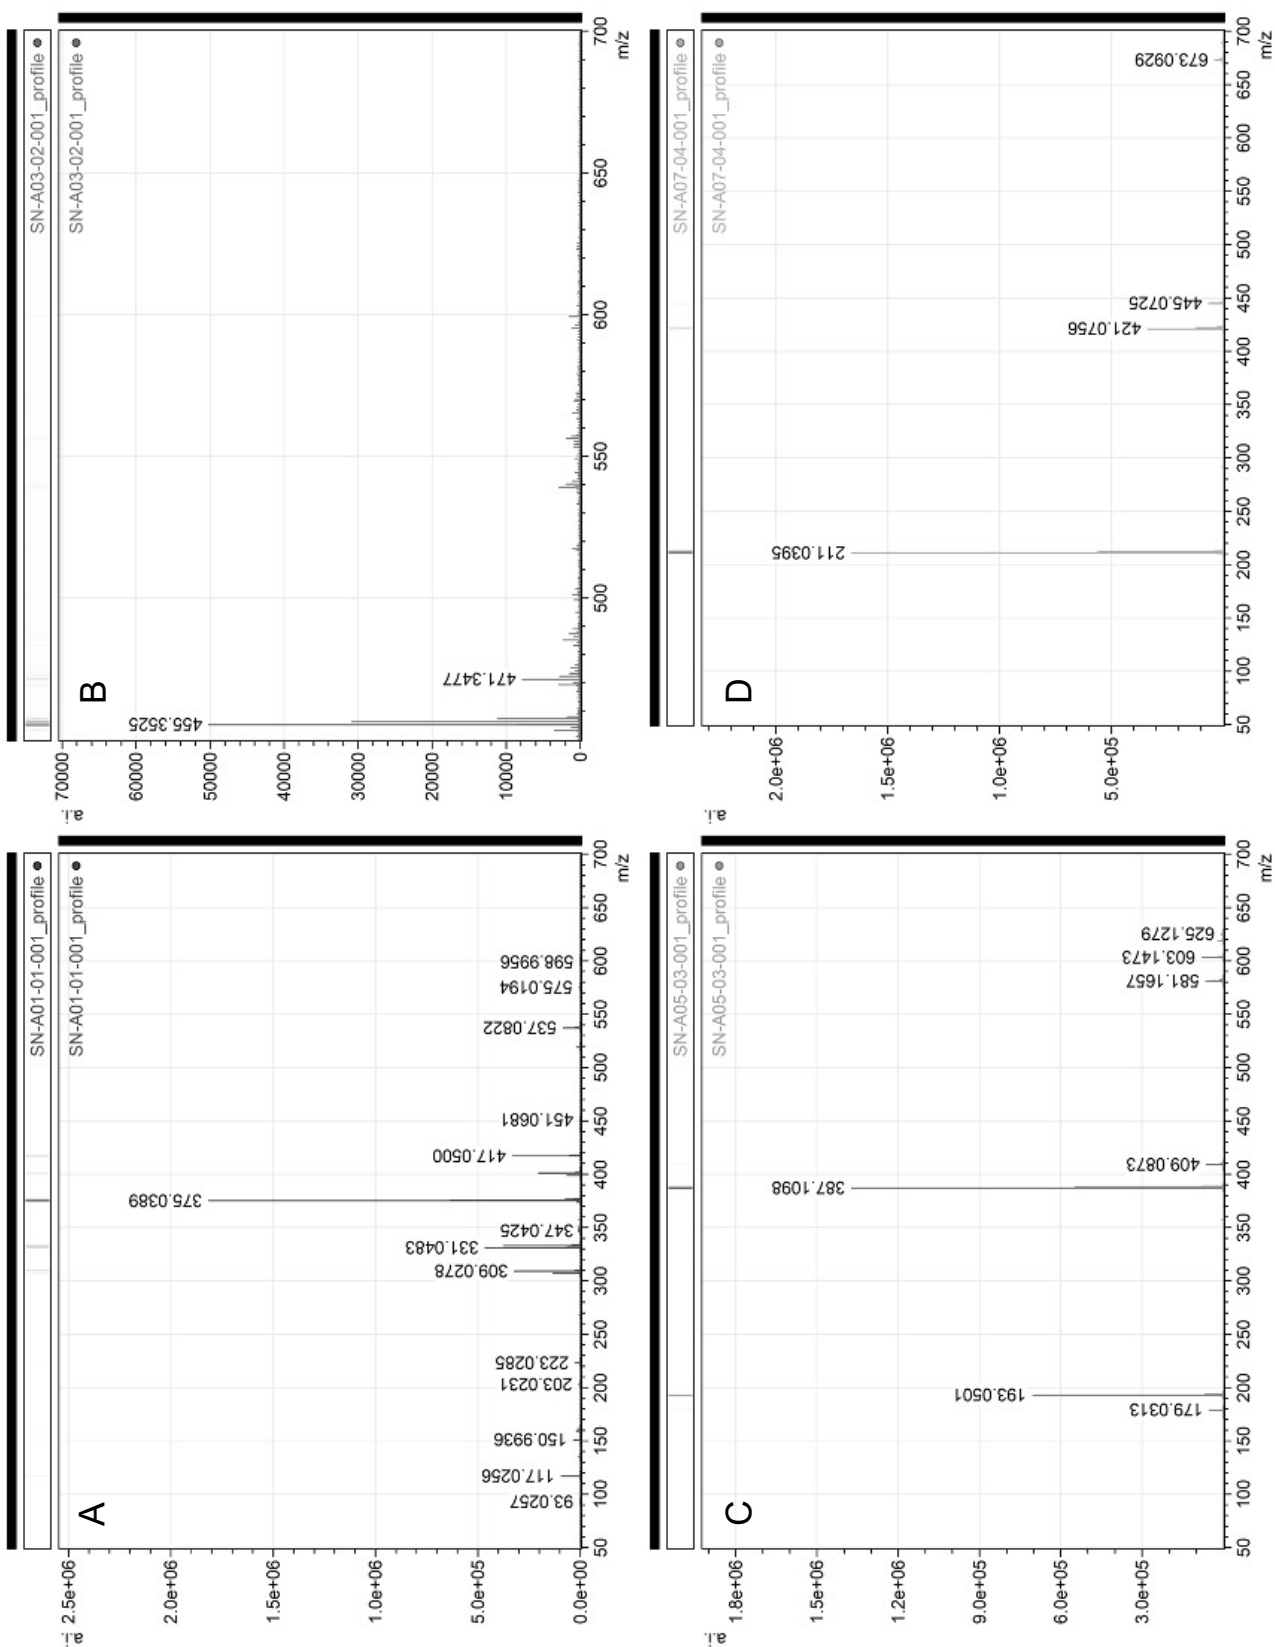 A
SN-A01-01-001_profile
SN-A01-01-001_profile
a.i.
2.5e+06
2.0e+06
1.5e+06
1.0e+06
5.0e+05
0.0e+00
93.0257
117.0256
150.9936
203.0231
223.0285
309.0278
331.0483
347.0425
375.0389
417.0500
451.0681
537.0822
575.0194
598.9956
50
100
150
200
250
300
350
400
450
500
550
600
650
700
m/z
B
SN-A03-02-001_profile
SN-A03-02-001_profile
a.i.
70000
60000
50000
40000
30000
20000
10000
0
455.3525
471.3477
500
550
600
650
700
m/z
C
SN-A05-03-001_profile
SN-A05-03-001_profile
a.i.
1.8e+06
1.5e+06
1.2e+06
9.0e+05
6.0e+05
3.0e+05
179.0313
193.0501
387.1098
409.0873
581.1657
603.1473
625.1279
50
100
150
200
250
300
350
400
450
500
550
600
650
700
m/z
D
SN-A07-04-001_profile
SN-A07-04-001_profile
a.i.
2.0e+06
1.5e+06
1.0e+06
5.0e+05
211.0395
421.0756
445.0725
673.0929
50
100
150
200
250
300
350
400
450
500
550
600
650
700
m/z